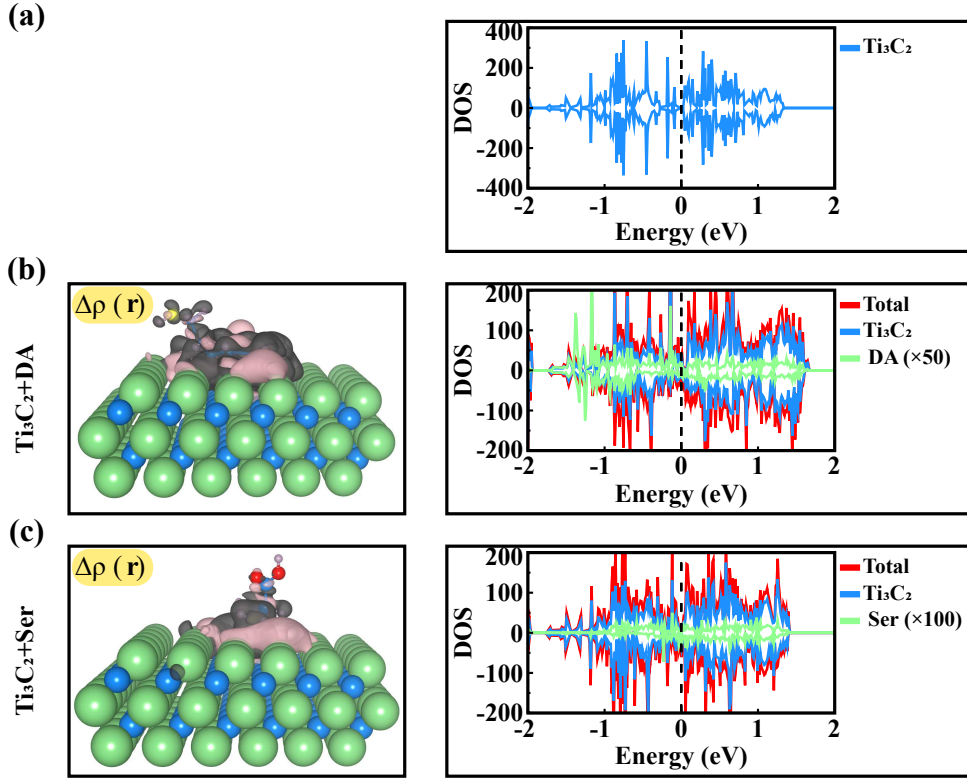 (a)
400
200
0
-200
-400
DOS
-2 -1 0 1 2
Energy (eV)
Ti₃C₂
(b)
Ti₃C₂+DA
Δρ (r)
200
100
0
-100
-200
DOS
-2 -1 0 1 2
Energy (eV)
Total
Ti₃C₂
DA (×50)
(c)
Ti₃C₂+Ser
Δρ (r)
200
100
0
-100
-200
DOS
-2 -1 0 1 2
Energy (eV)
Total
Ti₃C₂
Ser (×100)